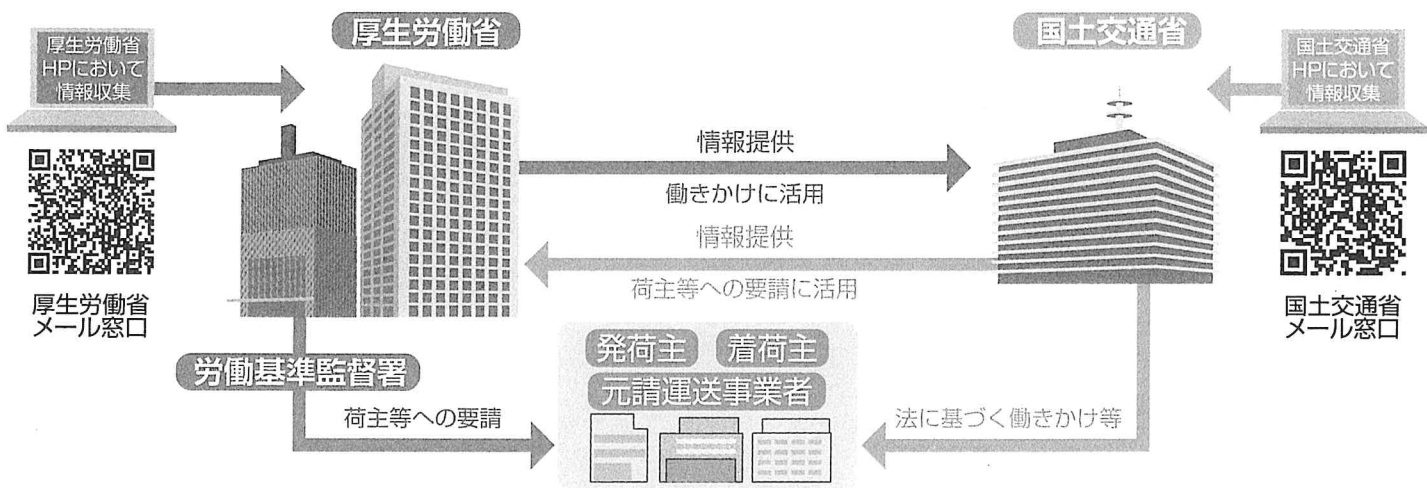 厚生労働省
国土交通省
厚生労働省
HPにおいて
情報収集
国土交通省
HPにおいて
情報収集
情報提供
働きかけに活用
情報提供
荷主等への要請に活用
厚生労働省
メール窓口
国土交通省
メール窓口
労働基準監督署
発荷主 着荷主
元請運送事業者
荷主等への要請
法に基づく働きかけ等